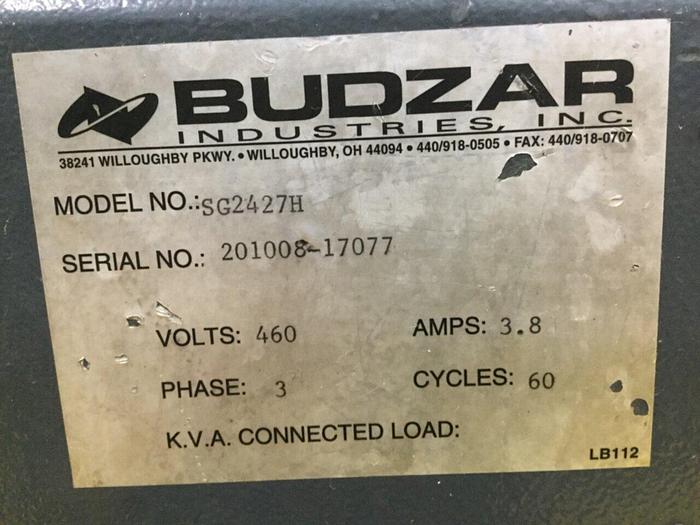 BUDZAR
INDUSTRIES, INC.
38241 WILLOUGHBY PKWY. • WILLOUGHBY, OH 44094 • 440/918-0505 • FAX: 440/918-0707
MODEL NO.: SG2427H
SERIAL NO.: 201008-17077
VOLTS: 460 AMPS: 3.8
PHASE: 3 CYCLES: 60
K.V.A. CONNECTED LOAD:
LB112